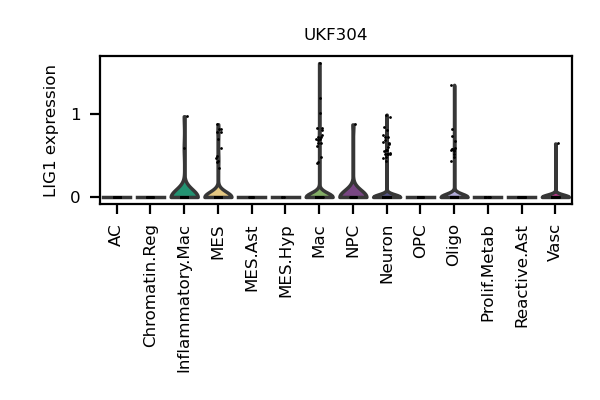 UKF304
LIG1 expression
1
0
AC
Chromatin.Reg
Inflammatory.Mac
MES
MES.Ast
MES.Hyp
Mac
NPC
Neuron
OPC
Oligo
Prolif.Metab
Reactive.Ast
Vasc